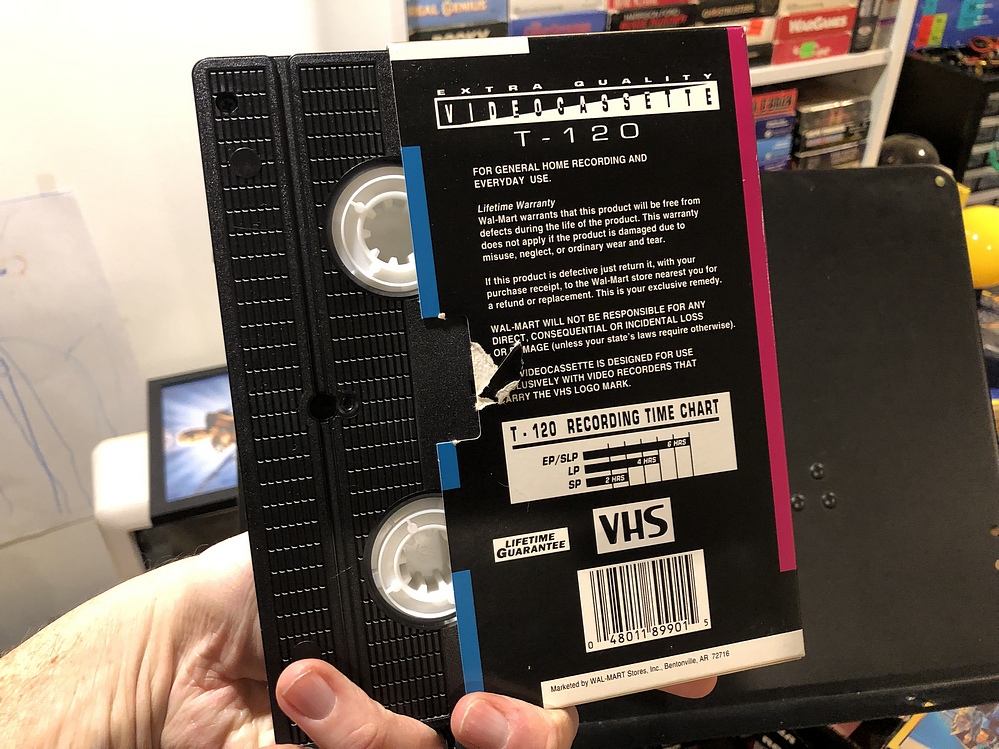 EXTRA QUALITY
VIDEOCASSETTE
T-120
FOR GENERAL HOME RECORDING AND
EVERYDAY USE.
Lifetime Warranty
Wal-Mart warrants that this product will be free from
defects during the life of the product. This warranty
does not apply if the product is damaged due to
misuse, neglect, or ordinary wear and tear.
If this product is defective just return it, with your
purchase receipt, to the Wal-Mart store nearest you for
a refund or replacement. This is your exclusive remedy.
WAL-MART WILL NOT BE RESPONSIBLE FOR ANY
DIRECT, CONSEQUENTIAL OR INCIDENTAL LOSS
OR D MAGE (unless your state's laws require otherwise).
VIDEOCASSETTE IS DESIGNED FOR USE
LUSIVELY WITH VIDEO RECORDERS THAT
ARRY THE VHS LOGO MARK.
T-120 RECORDING TIME CHART
EP/SLP 6 HRS
LP 4 HRS
SP 2 HRS
VHS
LIFETIME
GUARANTEE
0 48011 89901 5
Marketed by WAL-MART Stores, Inc., Bentonville, AR 72716
REAL GENIUS
GHOSTBUSTERS
WARGAMES